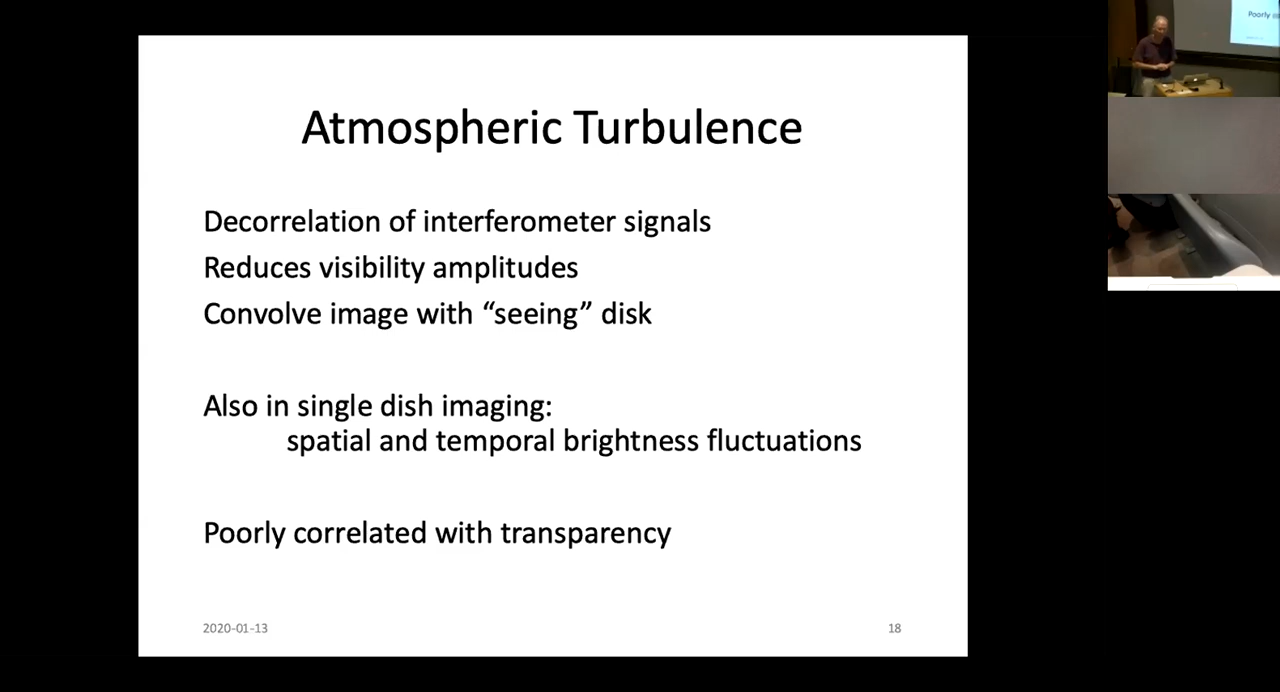 Atmospheric Turbulence
Decorrelation of interferometer signals
Reduces visibility amplitudes
Convolve image with “seeing” disk
Also in single dish imaging:
spatial and temporal brightness fluctuations
Poorly correlated with transparency
2020-01-13
18
Poorly